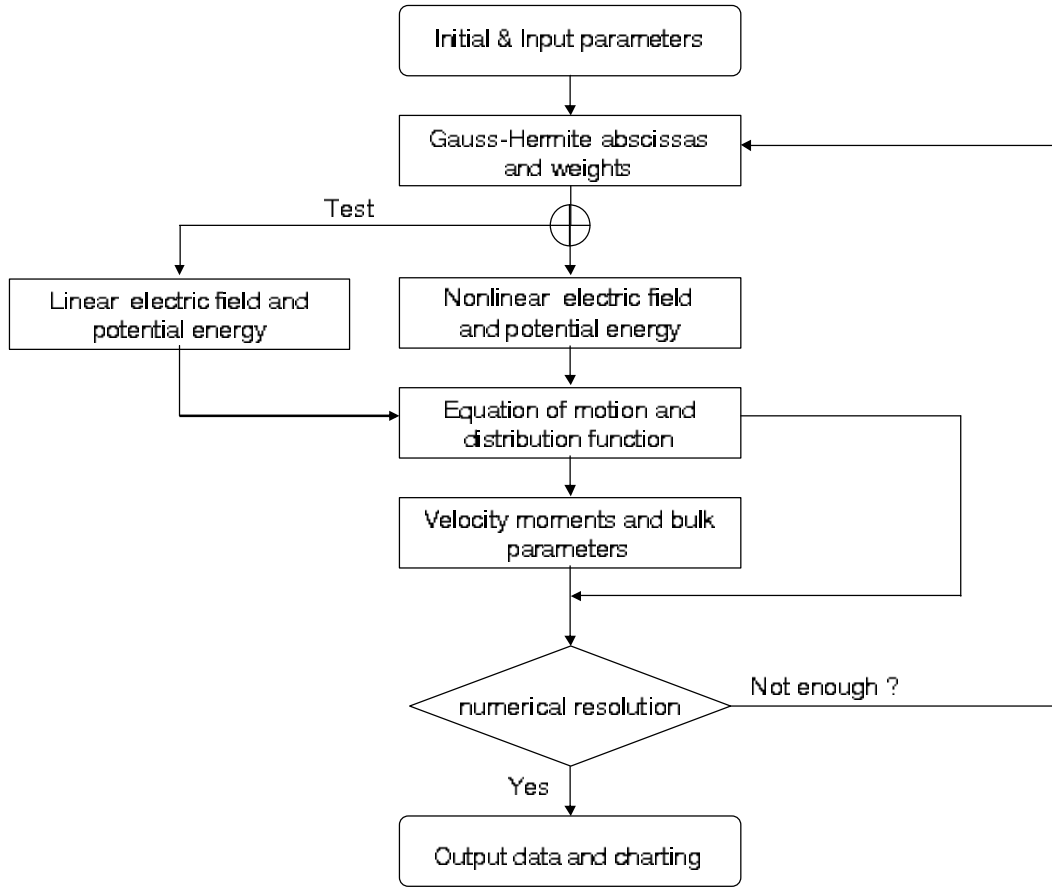 Initial & Input parameters
Gauss-Hermite abscissas
and weights
Test
Linear electric field and
potential energy
Nonlinear electric field
and potential energy
Equation of motion and
distribution function
Velocity moments and bulk
parameters
numerical resolution
Not enough ?
Yes
Output data and charting